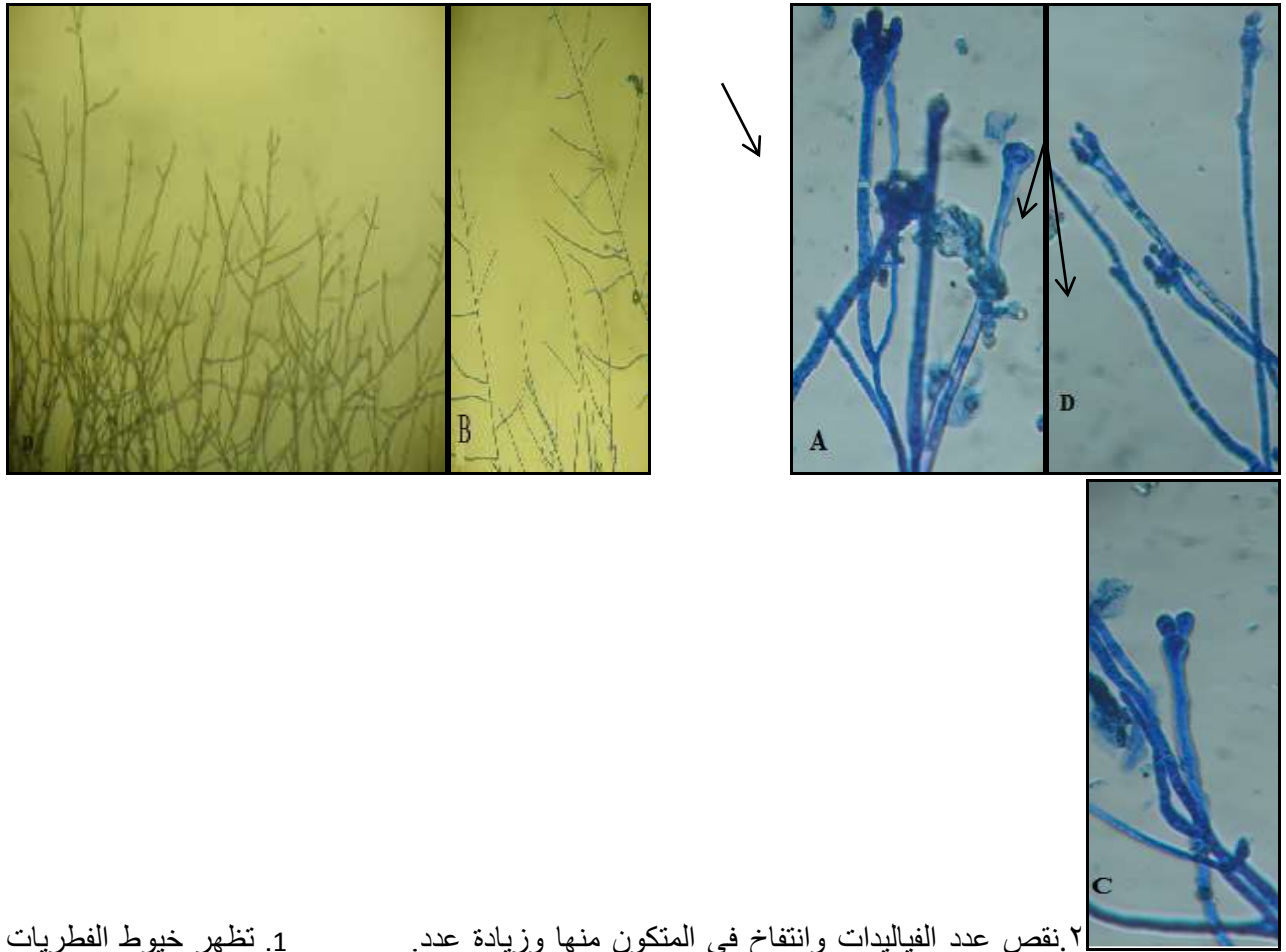 B
A
D
C
٢.نقص عدد الفياليدات وانتفاخ في المتكون منها وزيادة عدد.
1. تظهر خيوط الفطريات